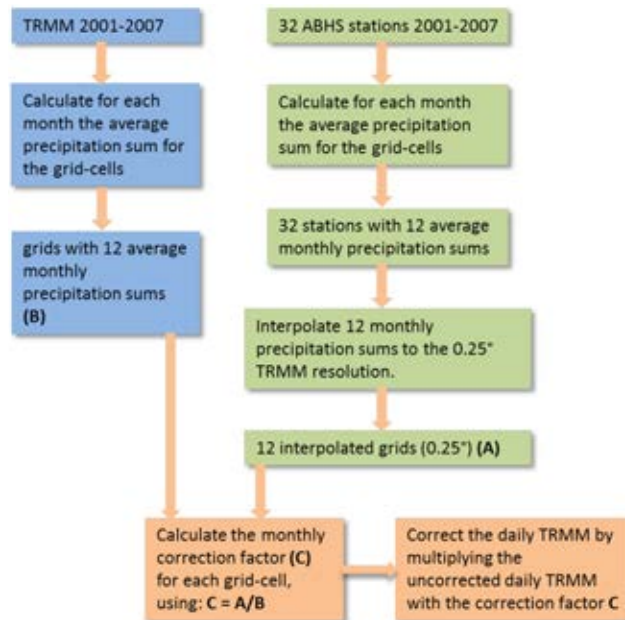 TRMM 2001-2007
Calculate for each
month the average
precipitation sum for
the grid-cells
grids with 12 average
monthly
precipitation sums
(B)
32 ABHS stations 2001-2007
Calculate for each month
the average precipitation
sum for the grid-cells
32 stations with 12 average
monthly precipitation sums
Interpolate 12 monthly
precipitation sums to the 0.25°
TRMM resolution.
12 interpolated grids (0.25°) (A)
Calculate the monthly
correction factor (C)
for each grid-cell,
using: C = A/B
Correct the daily TRMM by
multiplying the
uncorrected daily TRMM
with the correction factor C